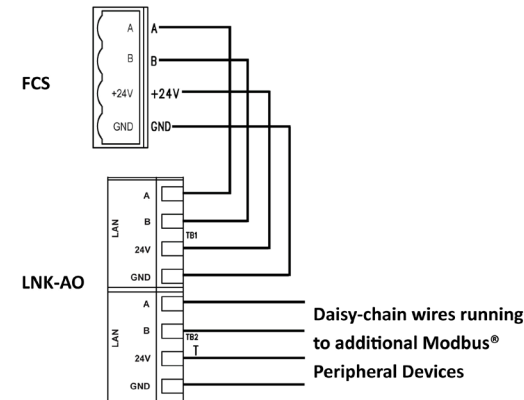 A A
B B
FCS
+24V +24V
GND GND
A
LAN
B
TB1
24V
LNK-AO
GND
A
Daisy-chain wires running
LAN
B
TB2
to additional Modbus®
24V
T
Peripheral Devices
GND